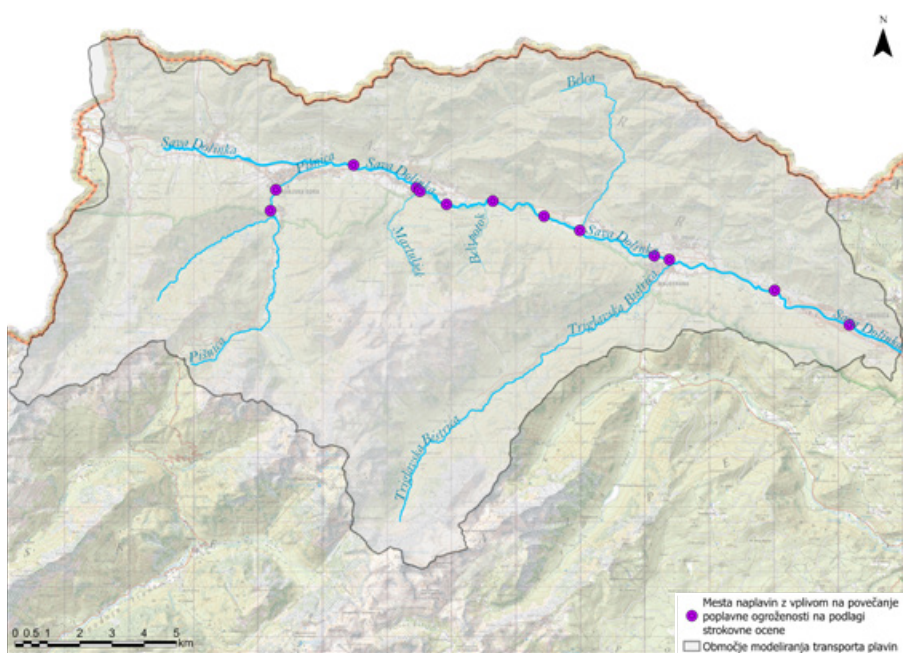 N
Belca
Sava Dolinka
Pišnica
Sava Dolinka
Martuljek
Beli potok
Sava Dolinka
Pišnica
Triglavska Bistrica
Triglavska Bistrica
Sava Dolinka
0 0.5 1 2 3 4 5
km
Mesta naplavin z vplivom na povečanje
poplavne ogroženosti na podlagi
strokovne ocene
Območje modeliranja transporta plavin